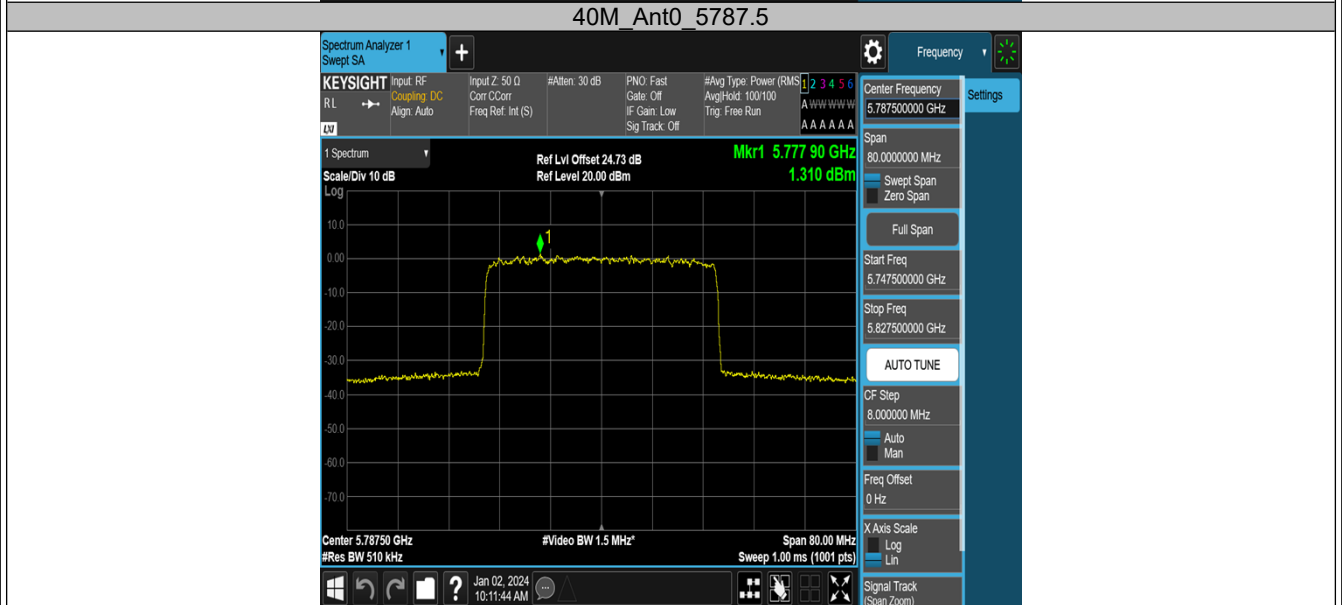 40M_Ant0_5787.5
Spectrum Analyzer 1
Swept SA
+
Frequency
KEYSIGHT
RL
LXI
Input: RF
Coupling: DC
Align: Auto
Input Z: 50 Ω
Corr CCorr
Freq Ref: Int (S)
#Atten: 30 dB
PNO: Fast
Gate: Off
IF Gain: Low
Sig Track: Off
#Avg Type: Power (RMS
Avg|Hold: 100/100
Trig: Free Run
1 2 3 4 5 6
A W W W W W
A A A A A A
1 Spectrum
Scale/Div 10 dB
Log
Ref Lvl Offset 24.73 dB
Ref Level 20.00 dBm
Mkr1 5.777 90 GHz
1.310 dBm
10.0
0.00
-10.0
-20.0
-30.0
-40.0
-50.0
-60.0
-70.0
1
Center 5.78750 GHz
#Res BW 510 kHz
#Video BW 1.5 MHz*
Span 80.00 MHz
Sweep 1.00 ms (1001 pts)
?
Jan 02, 2024
10:11:44 AM
Center Frequency
5.787500000 GHz
Settings
Span
80.0000000 MHz
Swept Span
Zero Span
Full Span
Start Freq
5.747500000 GHz
Stop Freq
5.827500000 GHz
AUTO TUNE
CF Step
8.000000 MHz
Auto
Man
Freq Offset
0 Hz
X Axis Scale
Log
Lin
Signal Track
(Span Zoom)